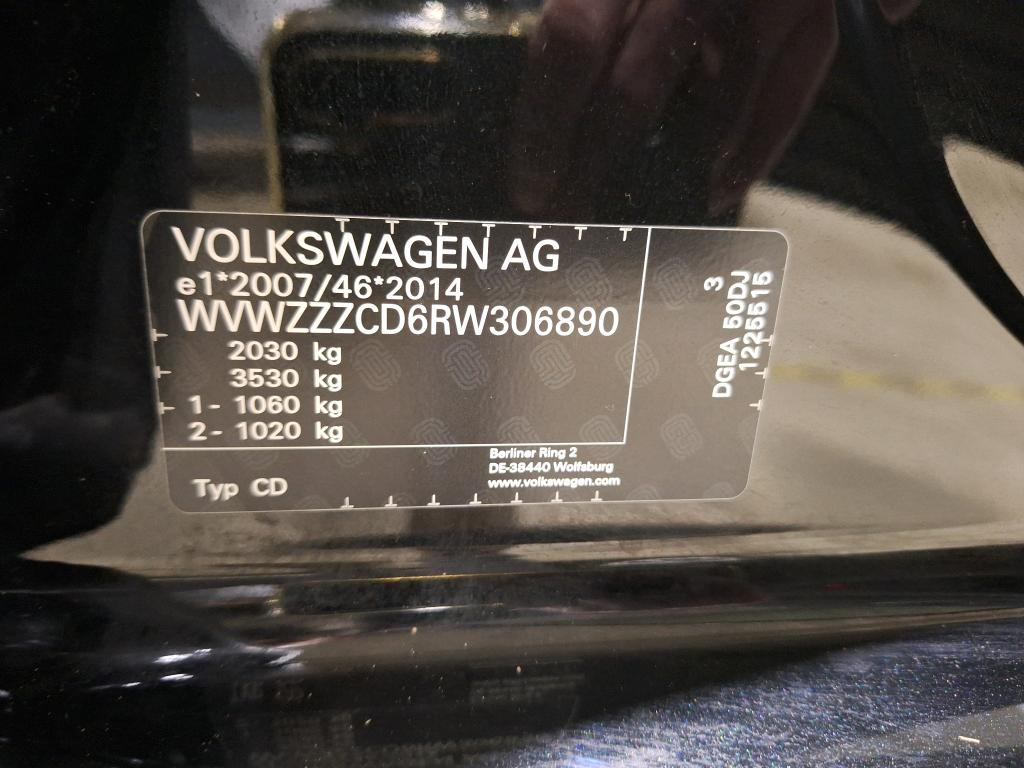 VOLKSWAGEN AG
e1*2007/46*2014
WVWZZZCD6RW306890
2030 kg
3530 kg
1- 1060 kg
2- 1020 kg
Typ CD
Berliner Ring 2
DE-38440 Wolfsburg
www.volkswagen.com
3
DGEA 50DJ
1225515